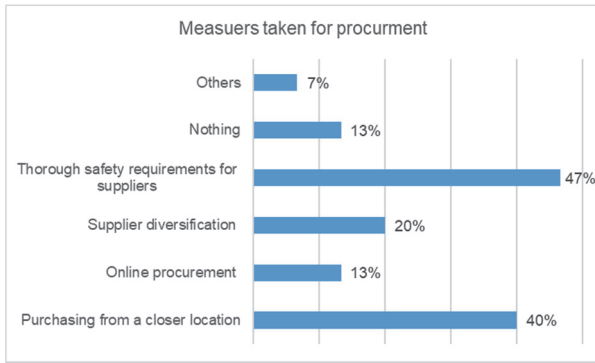 Measuers taken for procurment
Others
7%
Nothing
13%
Thorough safety requirements for
suppliers
47%
Supplier diversification
20%
Online procurement
13%
Purchasing from a closer location
40%